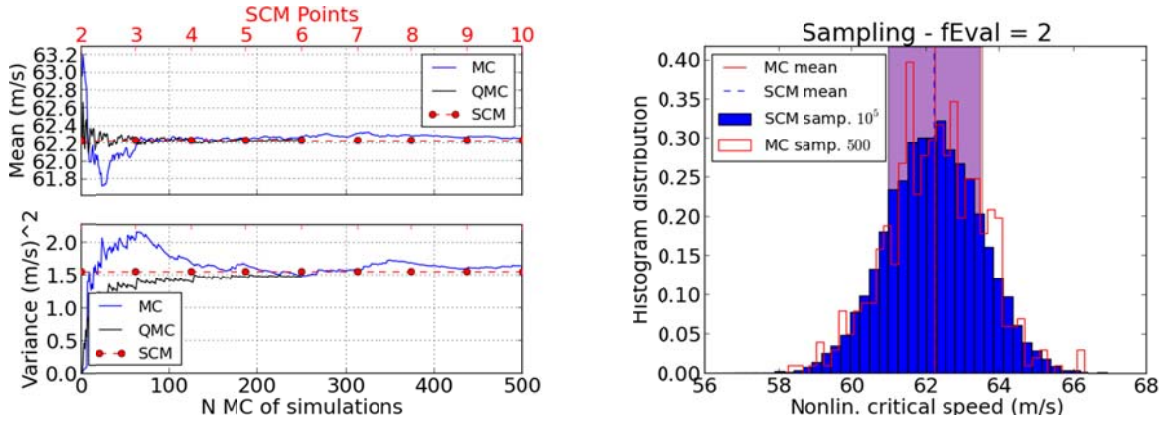 SCM Points
2 3 4 5 6 7 8 9 10
63.2
63.0
62.8
62.6
62.4
62.2
62.0
61.8
Mean (m/s)
MC
QMC
SCM
2.0
1.5
1.0
0.5
0.0
Variance (m/s)^2
MC
QMC
SCM
0 100 200 300 400 500
N MC of simulations
Sampling - fEval = 2
0.40
0.35
0.30
0.25
0.20
0.15
0.10
0.05
0.00
Histogram distribution
MC mean
SCM mean
SCM samp. 10^5
MC samp. 500
56 58 60 62 64 66 68
Nonlin. critical speed (m/s)